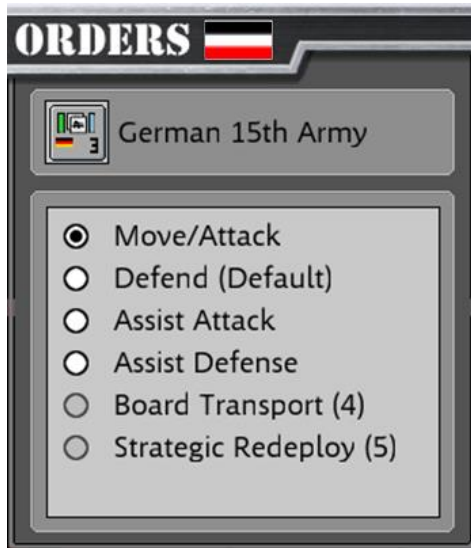 ORDERS
German 15th Army
3
Move/Attack
Defend (Default)
Assist Attack
Assist Defense
Board Transport (4)
Strategic Redeploy (5)